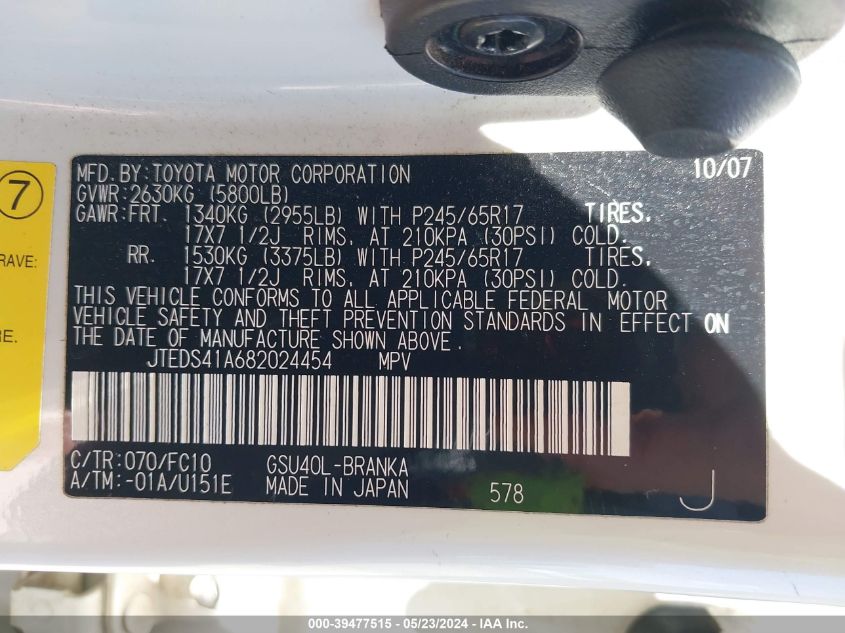 7
RAVE:
RE.
MFD. BY: TOYOTA MOTOR CORPORATION 10/07
GVWR: 2630KG (5800LB)
GAWR: FRT. 1340KG (2955LB) WITH P245/65R17 TIRES,
17X7 1/2J RIMS, AT 210KPA (30PSI) COLD.
RR. 1530KG (3375LB) WITH P245/65R17 TIRES,
17X7 1/2J RIMS, AT 210KPA (30PSI) COLD.
THIS VEHICLE CONFORMS TO ALL APPLICABLE FEDERAL MOTOR
VEHICLE SAFETY AND THEFT PREVENTION STANDARDS IN EFFECT ON
THE DATE OF MANUFACTURE SHOWN ABOVE.
JTEDS41A682024454 MPV
C/TR: 070/FC10 GSU40L-BRANKA
A/TM: -01A/U151E MADE IN JAPAN 578 J
000-39477515 - 05/23/2024 - IAA Inc.